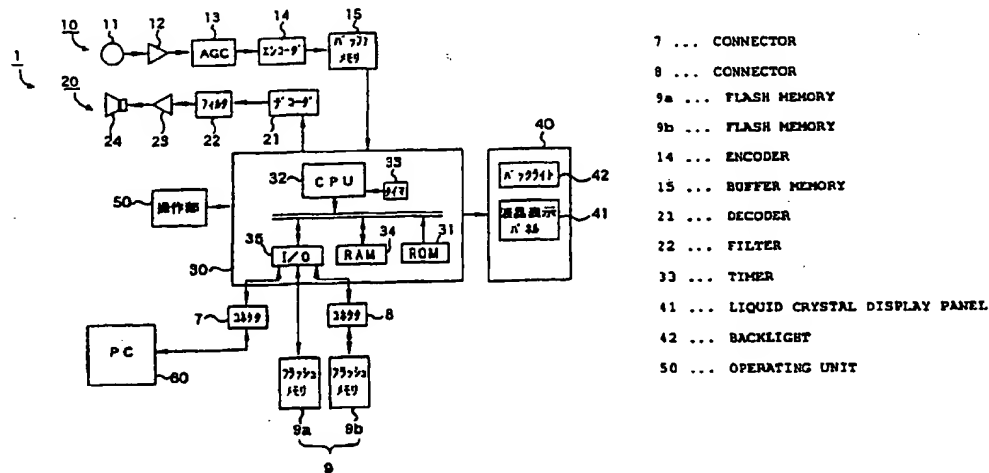 1
10
11
12
13
AGC
14
エンコーダ
15
バッファ
メモリ
20
24
23
フィルタ
22
デコーダ
21
32
CPU
33
タイマ
35
I/O
RAM
34
31
ROM
30
50
操作部
40
バックライト
42
液晶表示
パネル
41
7
コネクタ
コネクタ
8
PC
60
フラッシュ
メモリ
フラッシュ
メモリ
9a
9b
9
7 ... CONNECTOR
8 ... CONNECTOR
9a ... FLASH MEMORY
9b ... FLASH MEMORY
14 ... ENCODER
15 ... BUFFER MEMORY
21 ... DECODER
22 ... FILTER
33 ... TIMER
41 ... LIQUID CRYSTAL DISPLAY PANEL
42 ... BACKLIGHT
50 ... OPERATING UNIT